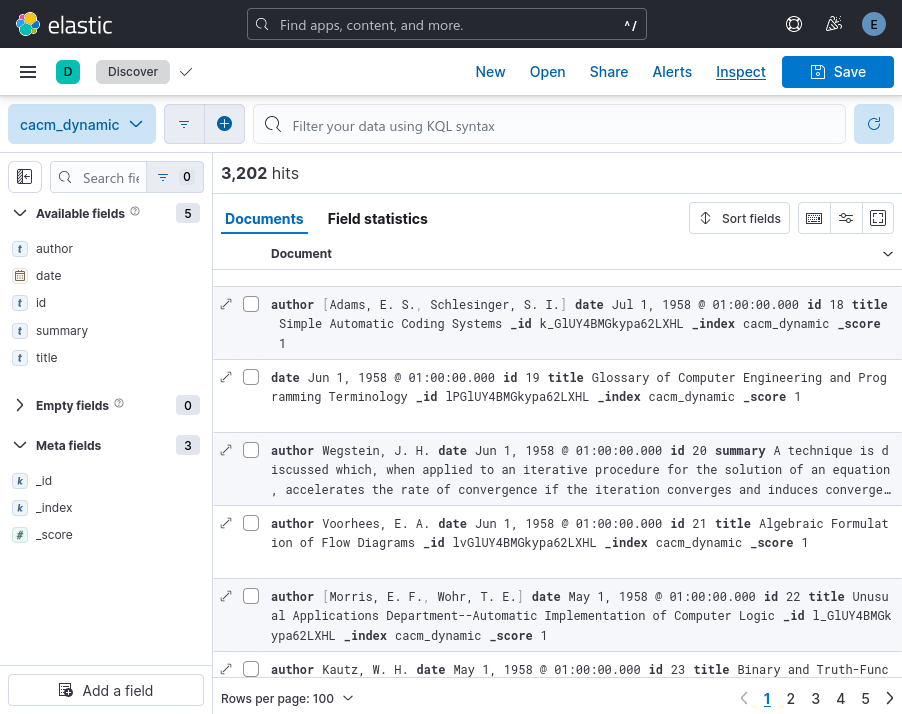 elastic
Find apps, content, and more.
^/
E
D
Discover
New
Open
Share
Alerts
Inspect
Save
cacm_dynamic
Filter your data using KQL syntax
Search fie
0
3,202 hits
Available fields
5
t author
date
t id
t summary
t title
Empty fields
0
Meta fields
3
k _id
k _index
# _score
Add a field
Documents
Field statistics
Sort fields
Document
author [Adams, E. S., Schlesinger, S. I.] date Jul 1, 1958 @ 01:00:00.000 id 18 title
Simple Automatic Coding Systems _id k_GlUY4BMGkypa62LXHL _index cacm_dynamic _score
1
date Jun 1, 1958 @ 01:00:00.000 id 19 title Glossary of Computer Engineering and Prog
ramming Terminology _id lPGlUY4BMGkypa62LXHL _index cacm_dynamic _score 1
author Wegstein, J. H. date Jun 1, 1958 @ 01:00:00.000 id 20 summary A technique is d
iscussed which, when applied to an iterative procedure for the solution of an equation
, accelerates the rate of convergence if the iteration converges and induces converge…
author Voorhees, E. A. date Jun 1, 1958 @ 01:00:00.000 id 21 title Algebraic Formulat
ion of Flow Diagrams _id lvGlUY4BMGkypa62LXHL _index cacm_dynamic _score 1
author [Morris, E. F., Wohr, T. E.] date May 1, 1958 @ 01:00:00.000 id 22 title Unusu
al Applications Department--Automatic Implementation of Computer Logic _id l_GlUY4BMGk
ypa62LXHL _index cacm_dynamic _score 1
author Kautz, W. H. date May 1, 1958 @ 01:00:00.000 id 23 title Binary and Truth-Func
Rows per page: 100
1 2 3 4 5